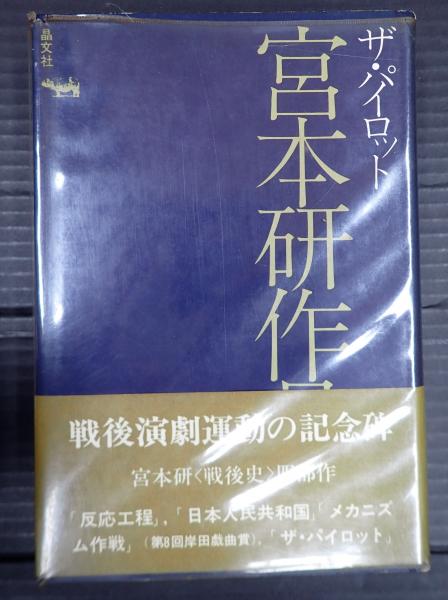 ザ・パイロット
宮本研作品
晶文社
戦後演劇運動の記念碑
宮本研〈戦後史〉四部作
「反応工程」,「日本人民共和国」「メカニズ
ム作戦」(第8回岸田戯曲賞),「ザ・パイロット」